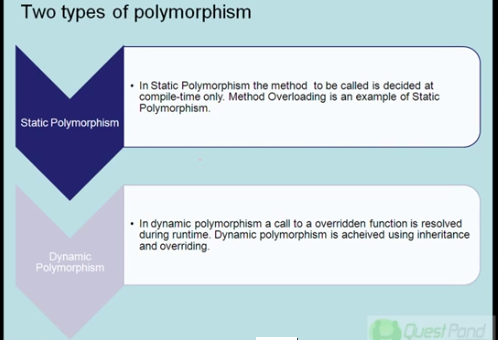 Two types of polymorphism
Static Polymorphism
• In Static Polymorphism the method to be called is decided at
compile-time only. Method Overloading is an example of Static
Polymorphism.
Dynamic
Polymorphism
• In dynamic polymorphism a call to a overridden function is resolved
during runtime. Dynamic polymorphism is acheived using inheritance
and overriding.
QuestPond